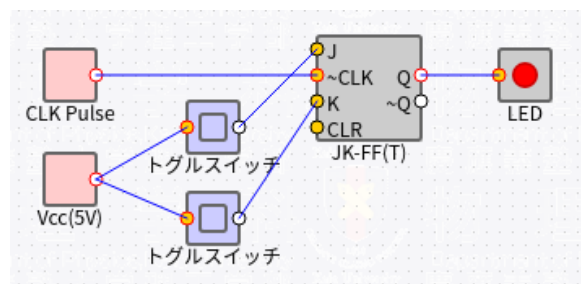 J
~CLK
Q
K
~Q
CLR
CLK Pulse
LED
JK-FF(T)
トグルスイッチ
Vcc(5V)
トグルスイッチ